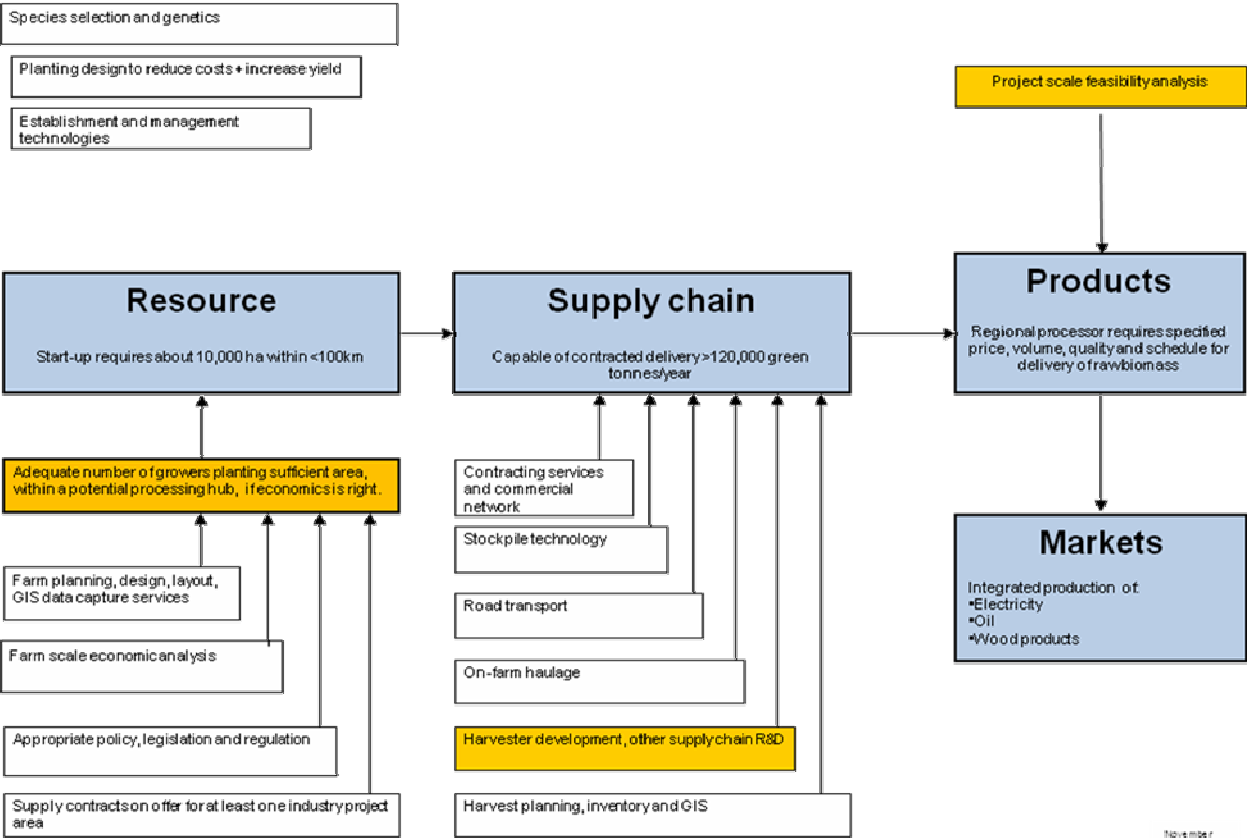 Species selection and genetics
Planting design to reduce costs + increase yield
Establishment and management
technologies
Project scale feasibility analysis
Resource
Start-up requires about 10,000 ha within <100km
Supply chain
Capable of contracted delivery >120,000 green
tonnes/year
Products
Regional processor requires specified
price, volume, quality and schedule for
delivery of raw biomass
Adequate number of growers planting sufficient area,
within a potential processing hub, if economics is right.
Farm planning, design, layout,
GIS data capture services
Farm scale economic analysis
Appropriate policy, legislation and regulation
Supply contracts on offer for at least one industry project
area
Contracting services
and commercial
network
Stockpile technology
Road transport
On-farm haulage
Harvester development, other supply chain R&D
Harvest planning, inventory and GIS
Markets
Integrated production of:
•Electricity
•Oil
•Wood products
November